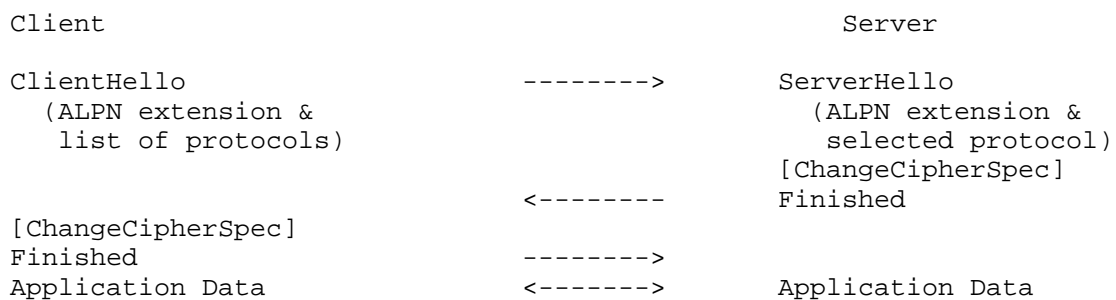 Client                                              Server

ClientHello                     -------->       ServerHello
  (ALPN extension &                               (ALPN extension &
   list of protocols)                              selected protocol)
                                                [ChangeCipherSpec]
                                <--------       Finished
[ChangeCipherSpec]
Finished                        -------->
Application Data                <------->       Application Data